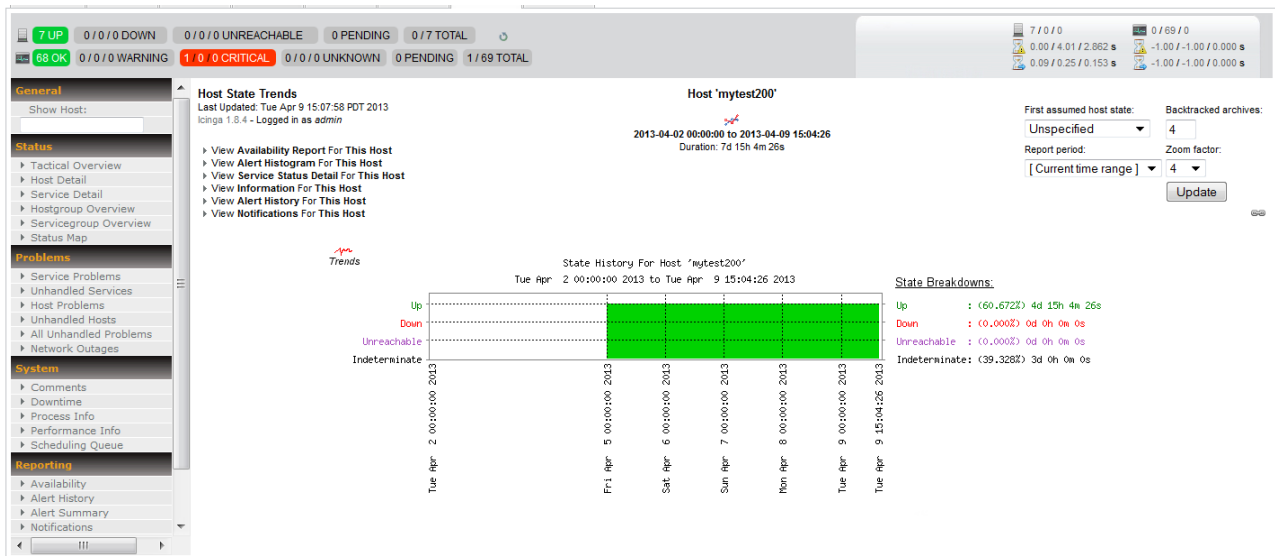 7 UP 0 / 0 / 0 DOWN 0 / 0 / 0 UNREACHABLE 0 PENDING 0 / 7 TOTAL
68 OK 0 / 0 / 0 WARNING 1 / 0 / 0 CRITICAL 0 / 0 / 0 UNKNOWN 0 PENDING 1 / 69 TOTAL
7 / 0 / 0 0 / 69 / 0
0.00 / 4.01 / 2.862 s -1.00 / -1.00 / 0.000 s
0.09 / 0.25 / 0.153 s -1.00 / -1.00 / 0.000 s
General
Show Host:
Status
Tactical Overview
Host Detail
Service Detail
Hostgroup Overview
Servicegroup Overview
Status Map
Problems
Service Problems
Unhandled Services
Host Problems
Unhandled Hosts
All Unhandled Problems
Network Outages
System
Comments
Downtime
Process Info
Performance Info
Scheduling Queue
Reporting
Availability
Alert History
Alert Summary
Notifications
Host State Trends
Last Updated: Tue Apr 9 15:07:58 PDT 2013
Icinga 1.8.4 - Logged in as admin
View Availability Report For This Host
View Alert Histogram For This Host
View Service Status Detail For This Host
View Information For This Host
View Alert History For This Host
View Notifications For This Host
Host 'mytest200'
2013-04-02 00:00:00 to 2013-04-09 15:04:26
Duration: 7d 15h 4m 26s
First assumed host state: Backtracked archives:
Unspecified 4
Report period: Zoom factor:
[ Current time range ] 4
Update
Trends
State History For Host 'mytest200'
Tue Apr 2 00:00:00 2013 to Tue Apr 9 15:04:26 2013
Up
Down
Unreachable
Indeterminate
Tue Apr 2 00:00:00 2013
Fri Apr 5 00:00:00 2013
Sat Apr 6 00:00:00 2013
Sun Apr 7 00:00:00 2013
Mon Apr 8 00:00:00 2013
Tue Apr 9 00:00:00 2013
Tue Apr 9 15:04:26 2013
State Breakdowns:
Up : (60.672%) 4d 15h 4m 26s
Down : (0.000%) 0d 0h 0m 0s
Unreachable : (0.000%) 0d 0h 0m 0s
Indeterminate: (39.328%) 3d 0h 0m 0s